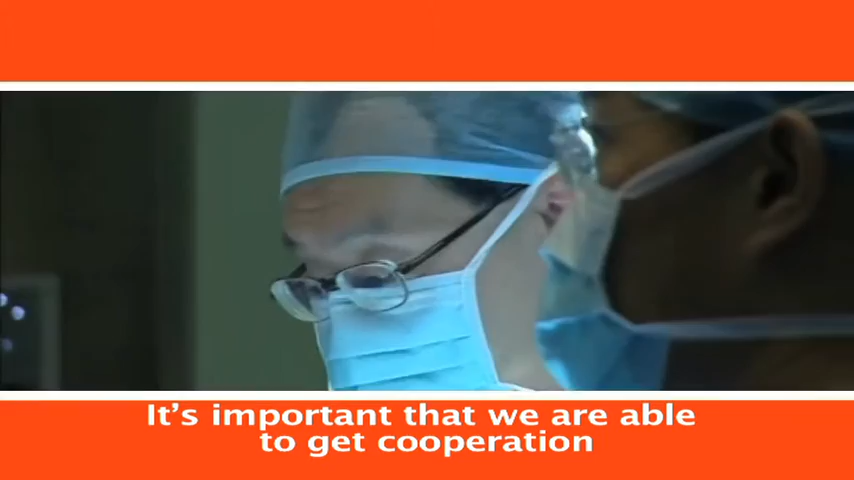 It's important that we are able
to get cooperation